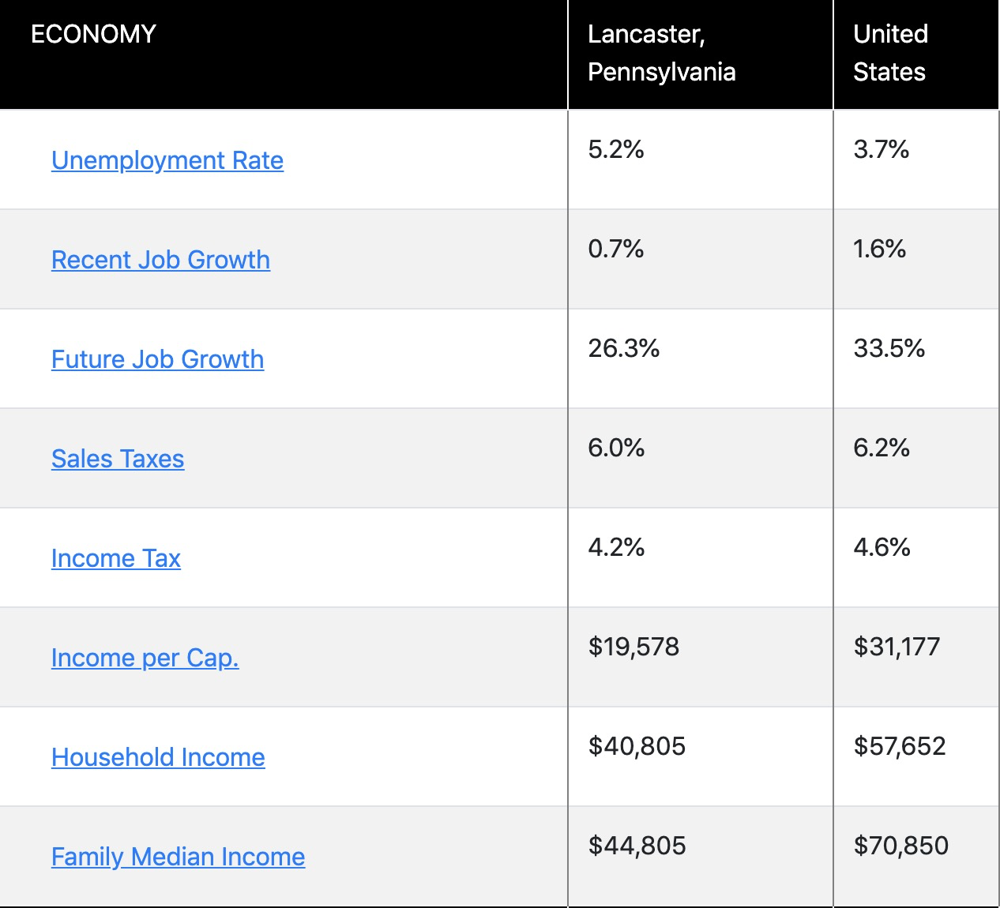 ECONOMY Lancaster, Pennsylvania United States
Unemployment Rate 5.2% 3.7%
Recent Job Growth 0.7% 1.6%
Future Job Growth 26.3% 33.5%
Sales Taxes 6.0% 6.2%
Income Tax 4.2% 4.6%
Income per Cap. $19,578 $31,177
Household Income $40,805 $57,652
Family Median Income $44,805 $70,850